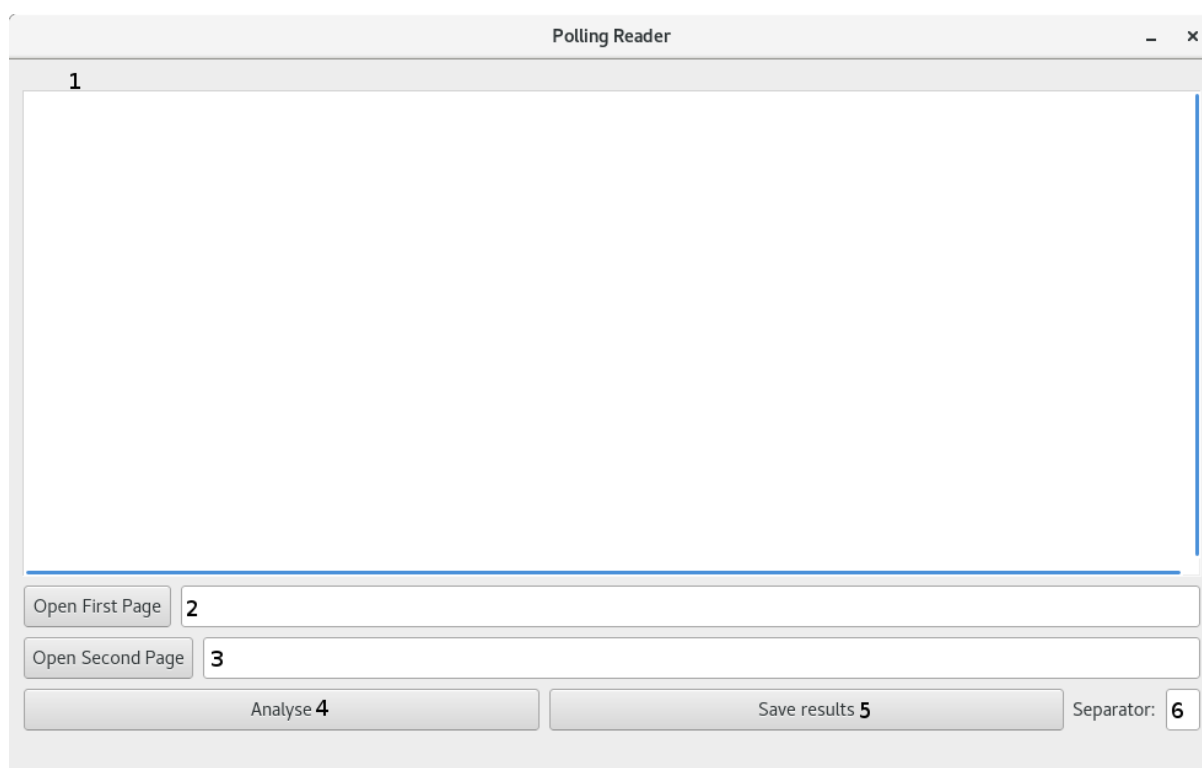 Polling Reader
1
Open First Page 2
Open Second Page 3
Analyse 4 Save results 5 Separator: 6